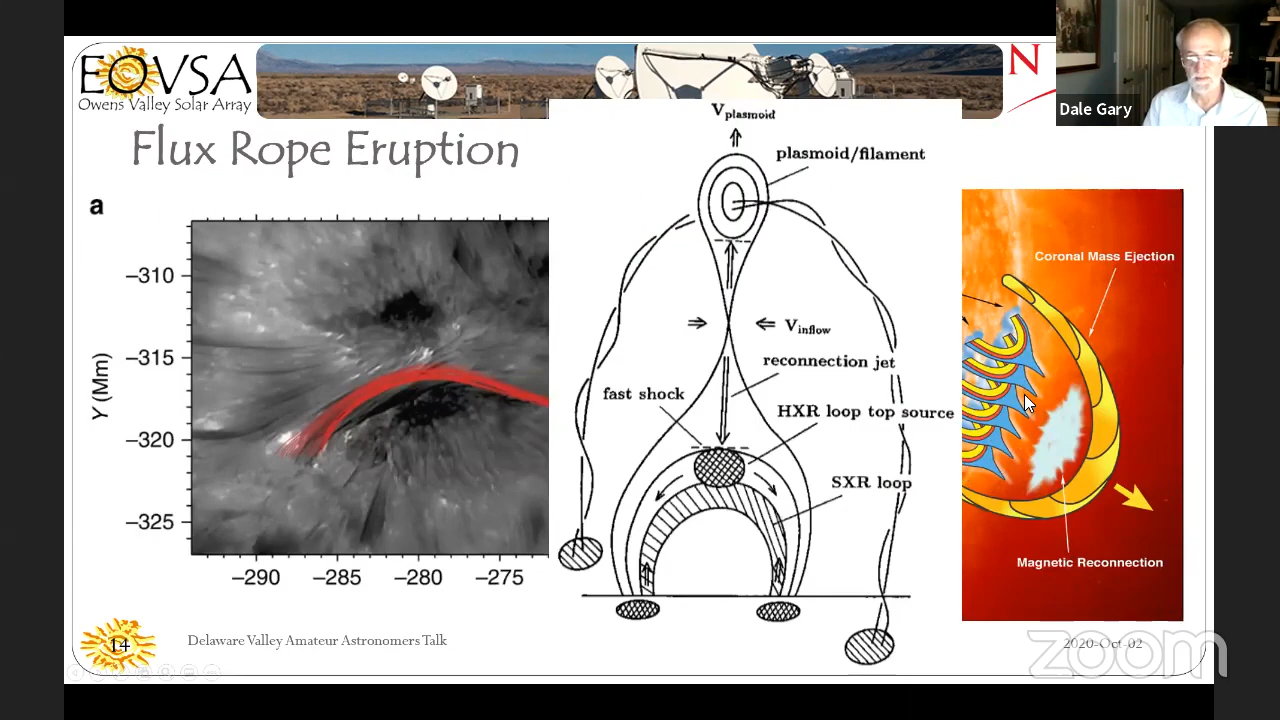 EOVSA
Owens Valley Solar Array
N
Dale Gary
Flux Rope Eruption
a
Y (Mm)
−310
−315
−320
−325
−290
−285
−280
−275
Vplasmoid
plasmoid/filament
Vinflow
reconnection jet
fast shock
HXR loop top source
SXR loop
Coronal Mass Ejection
Magnetic Reconnection
14
Delaware Valley Amateur Astronomers Talk
2020-Oct-02
zoom